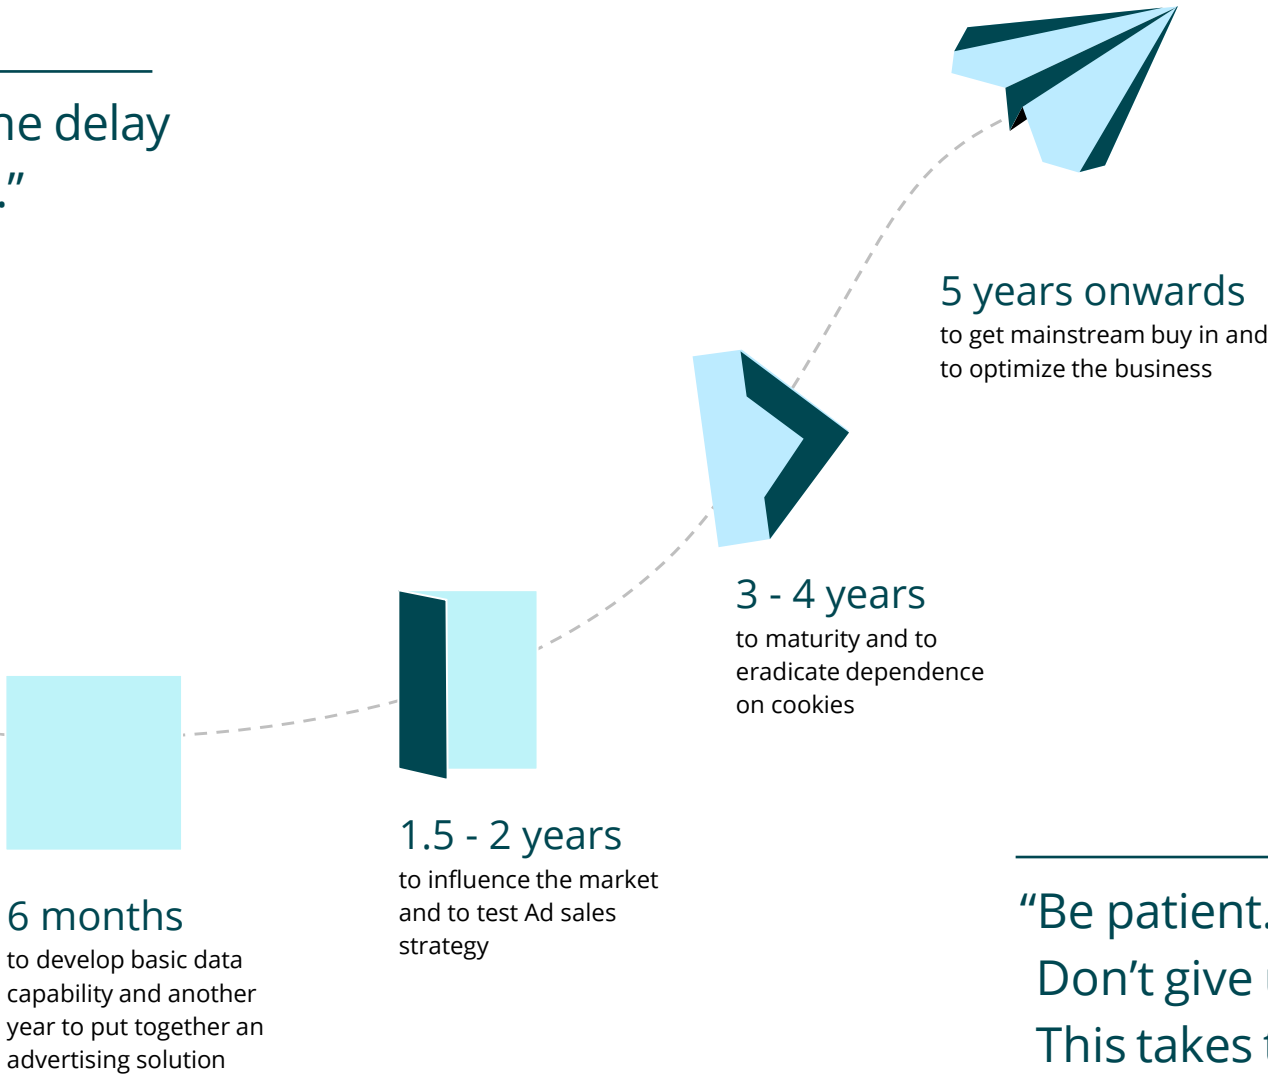 delay
.”
5 years onwards
to get mainstream buy in and
to optimize the business
3 - 4 years
to maturity and to
eradicate dependence
on cookies
1.5 - 2 years
to influence the market
and to test Ad sales
strategy
6 months
to develop basic data
capability and another
year to put together an
advertising solution
“Be patient.
Don’t give
This takes